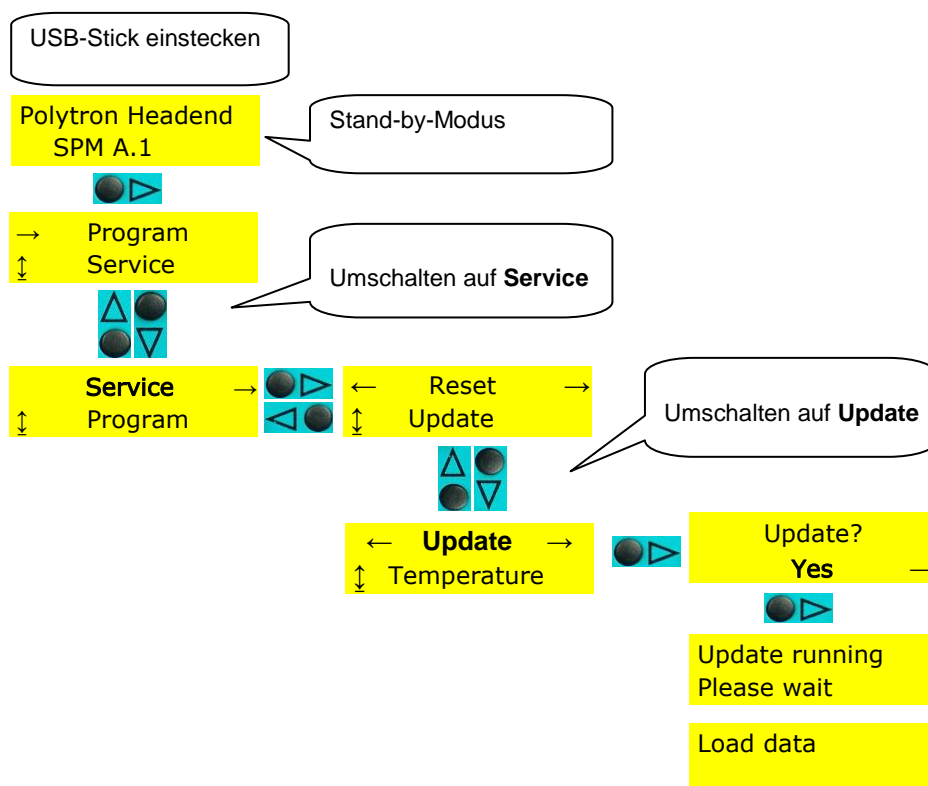 USB-Stick einstecken
Polytron Headend
SPM A.1
Stand-by-Modus
→ Program
↕ Service
Umschalten auf Service
Service →
↕ Program
← Reset →
↕ Update
Umschalten auf Update
← Update →
↕ Temperature
Update?
Yes →
Update running
Please wait
Load data